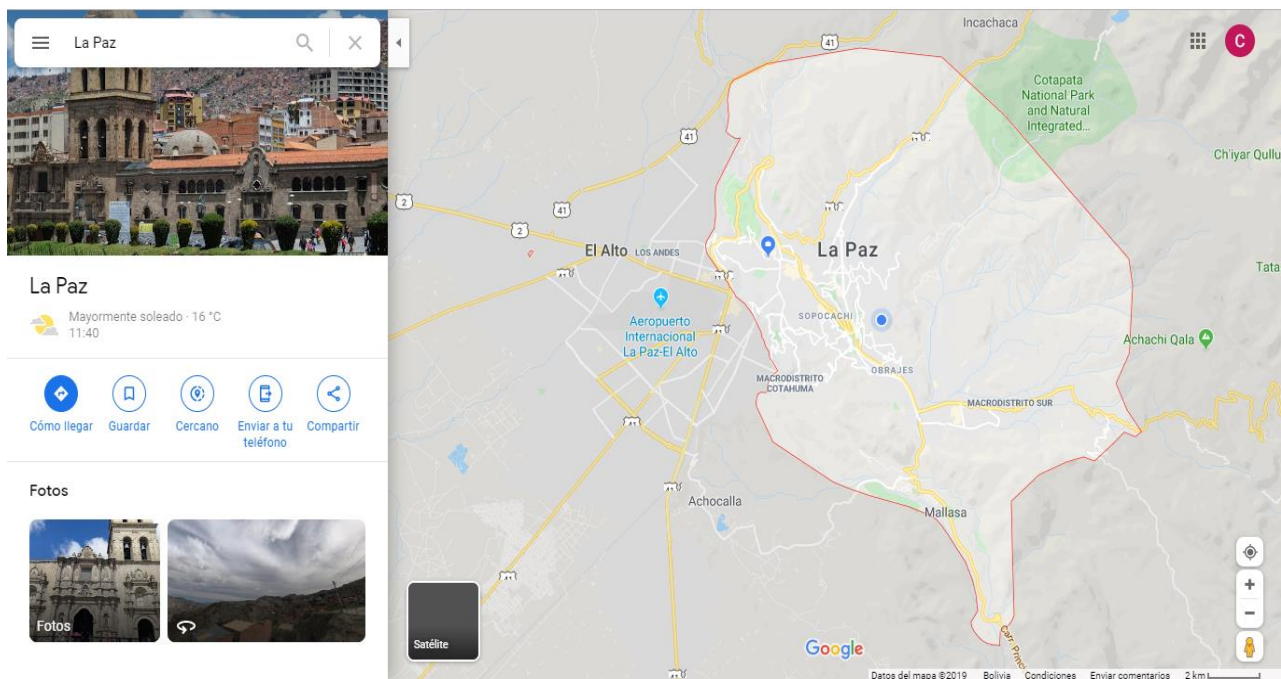 La Paz
La Paz
Mayormente soleado · 16 °C
11:40
Cómo llegar
Guardar
Cercano
Enviar a tu
teléfono
Compartir
Fotos
Fotos
Incachaca
41
C
Cotapata
National Park
and Natural
Integrated...
41
Ch'iyar Qullu
2
41
2
El Alto
LOS ANDES
La Paz
Tata
Aeropuerto
Internacional
La Paz-El Alto
SOPOCACHI
Achachi Qala
OBRAJES
MACRODISTRITO
COTAHUMA
MACRODISTRITO SUR
Achocalla
Mallasa
Satélite
Google
Carr. Princ
Datos del mapa ©2019
Bolivia
Condiciones
Enviar comentarios
2 km